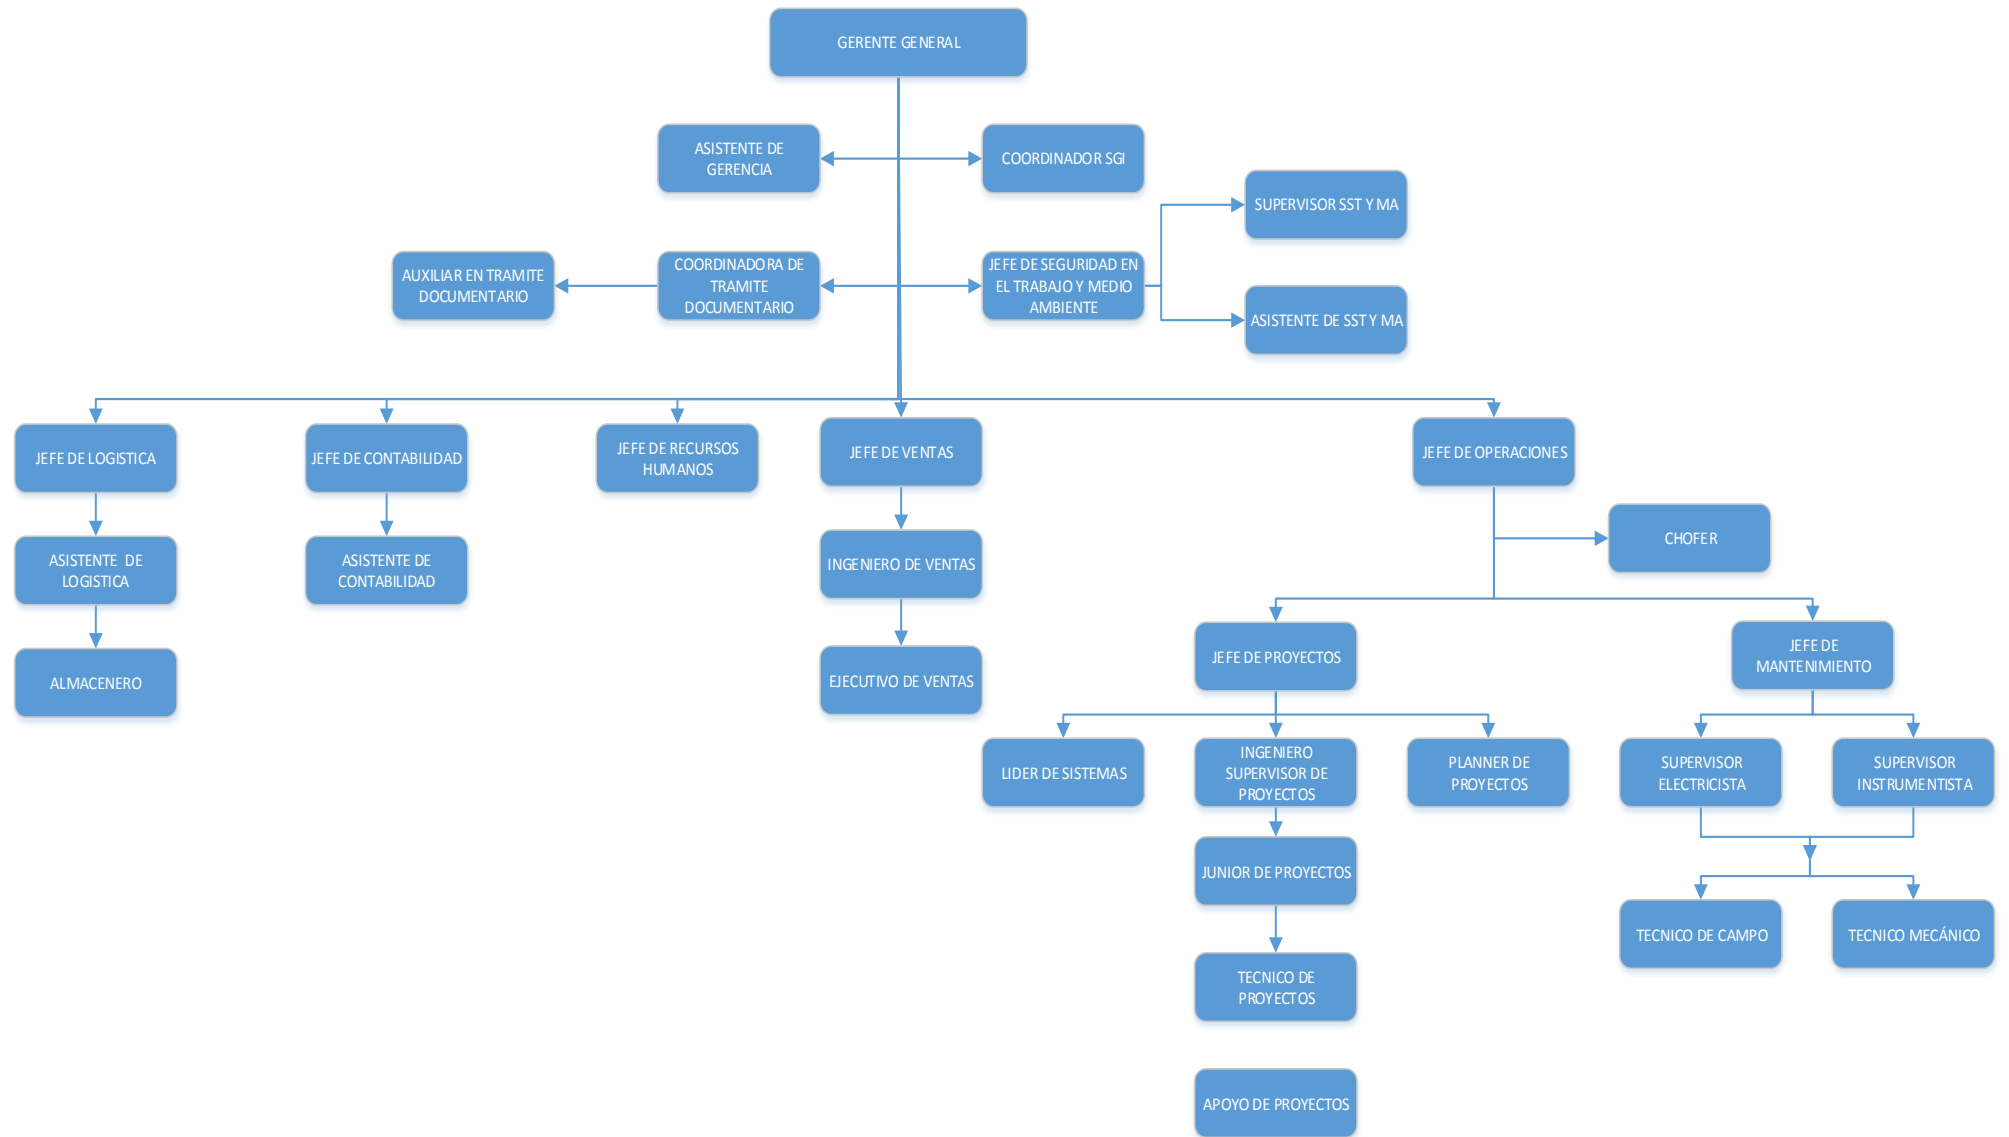 GERENTE GENERAL
ASISTENTE DE
GERENCIA
COORDINADOR SGI
SUPERVISOR SST Y MA
AUXILIAR EN TRAMITE
DOCUMENTARIO
COORDINADORA DE
TRAMITE
DOCUMENTARIO
JEFE DE SEGURIDAD EN
EL TRABAJO Y MEDIO
AMBIENTE
ASISTENTE DE SST Y MA
JEFE DE LOGISTICA
JEFE DE CONTABILIDAD
JEFE DE RECURSOS
HUMANOS
JEFE DE VENTAS
JEFE DE OPERACIONES
CHOFER
ASISTENTE DE
LOGISTICA
ASISTENTE DE
CONTABILIDAD
INGENIERO DE VENTAS
JEFE DE PROYECTOS
JEFE DE
MANTENIMIENTO
ALMACENERO
EJECUTIVO DE VENTAS
LIDER DE SISTEMAS
INGENIERO
SUPERVISOR DE
PROYECTOS
PLANNER DE
PROYECTOS
SUPERVISOR
ELECTRICISTA
SUPERVISOR
INSTRUMENTISTA
JUNIOR DE PROYECTOS
TECNICO DE CAMPO
TECNICO MECÁNICO
TECNICO DE
PROYECTOS
APOYO DE PROYECTOS